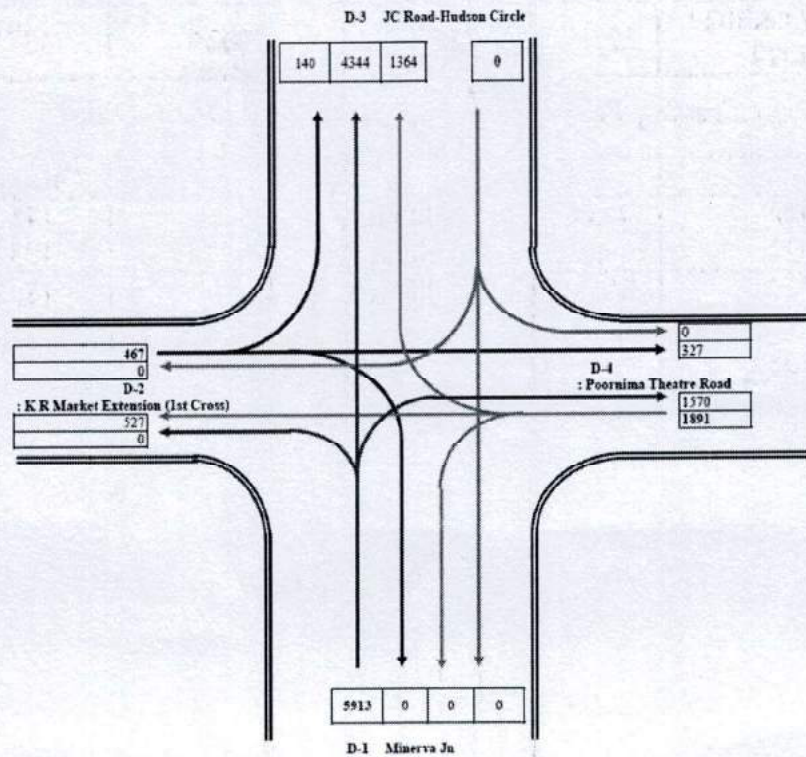 D-3 JC Road-Hudson Circle
140 4344 1364 0
467
0
D-2
: K R Market Extension (1st Cross)
527
0
0
327
D-4
: Poornima Theatre Road
1570
1891
5913 0 0 0
D-1 Minerva Jn